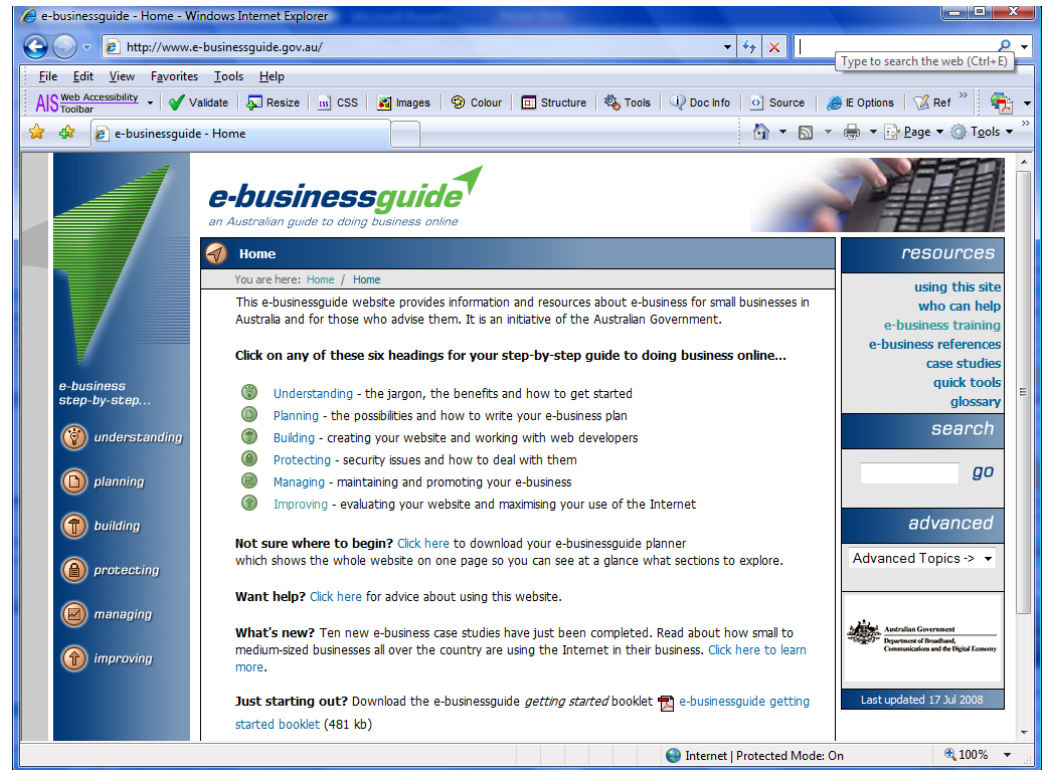 e-businessguide - Home - Windows Internet Explorer
http://www.e-businessguide.gov.au/
Type to search the web (Ctrl+E)
File Edit View Favorites Tools Help
AIS Web Accessibility Toolbar Validate Resize CSS Images Colour Structure Tools Doc Info Source IE Options Ref
e-businessguide - Home
Page Tools
e-businessguide
an Australian guide to doing business online
Home
You are here: Home / Home
This e-businessguide website provides information and resources about e-business for small businesses in
Australia and for those who advise them. It is an initiative of the Australian Government.
Click on any of these six headings for your step-by-step guide to doing business online...
Understanding - the jargon, the benefits and how to get started
Planning - the possibilities and how to write your e-business plan
Building - creating your website and working with web developers
Protecting - security issues and how to deal with them
Managing - maintaining and promoting your e-business
Improving - evaluating your website and maximising your use of the Internet
Not sure where to begin? Click here to download your e-businessguide planner
which shows the whole website on one page so you can see at a glance what sections to explore.
Want help? Click here for advice about using this website.
What's new? Ten new e-business case studies have just been completed. Read about how small to
medium-sized businesses all over the country are using the Internet in their business. Click here to learn
more.
Just starting out? Download the e-businessguide getting started booklet e-businessguide getting
started booklet (481 kb)
e-business
step-by-step...
understanding
planning
building
protecting
managing
improving
resources
using this site
who can help
e-business training
e-business references
case studies
quick tools
glossary
search
go
advanced
Advanced Topics ->
Australian Government
Department of Broadband,
Communications and the Digital Economy
Last updated 17 Jul 2008
Internet | Protected Mode: On
100%